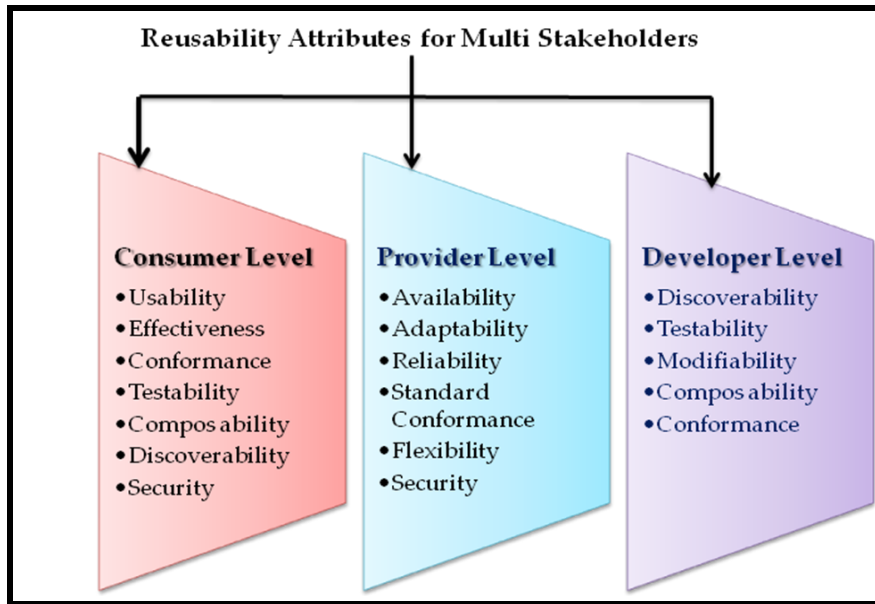 Reusability Attributes for Multi Stakeholders
Consumer Level
•Usability
•Effectiveness
•Conformance
•Testability
•Compos ability
•Discoverability
•Security
Provider Level
•Availability
•Adaptability
•Reliability
•Standard
Conformance
•Flexibility
•Security
Developer Level
•Discoverability
•Testability
•Modifiability
•Compos ability
•Conformance